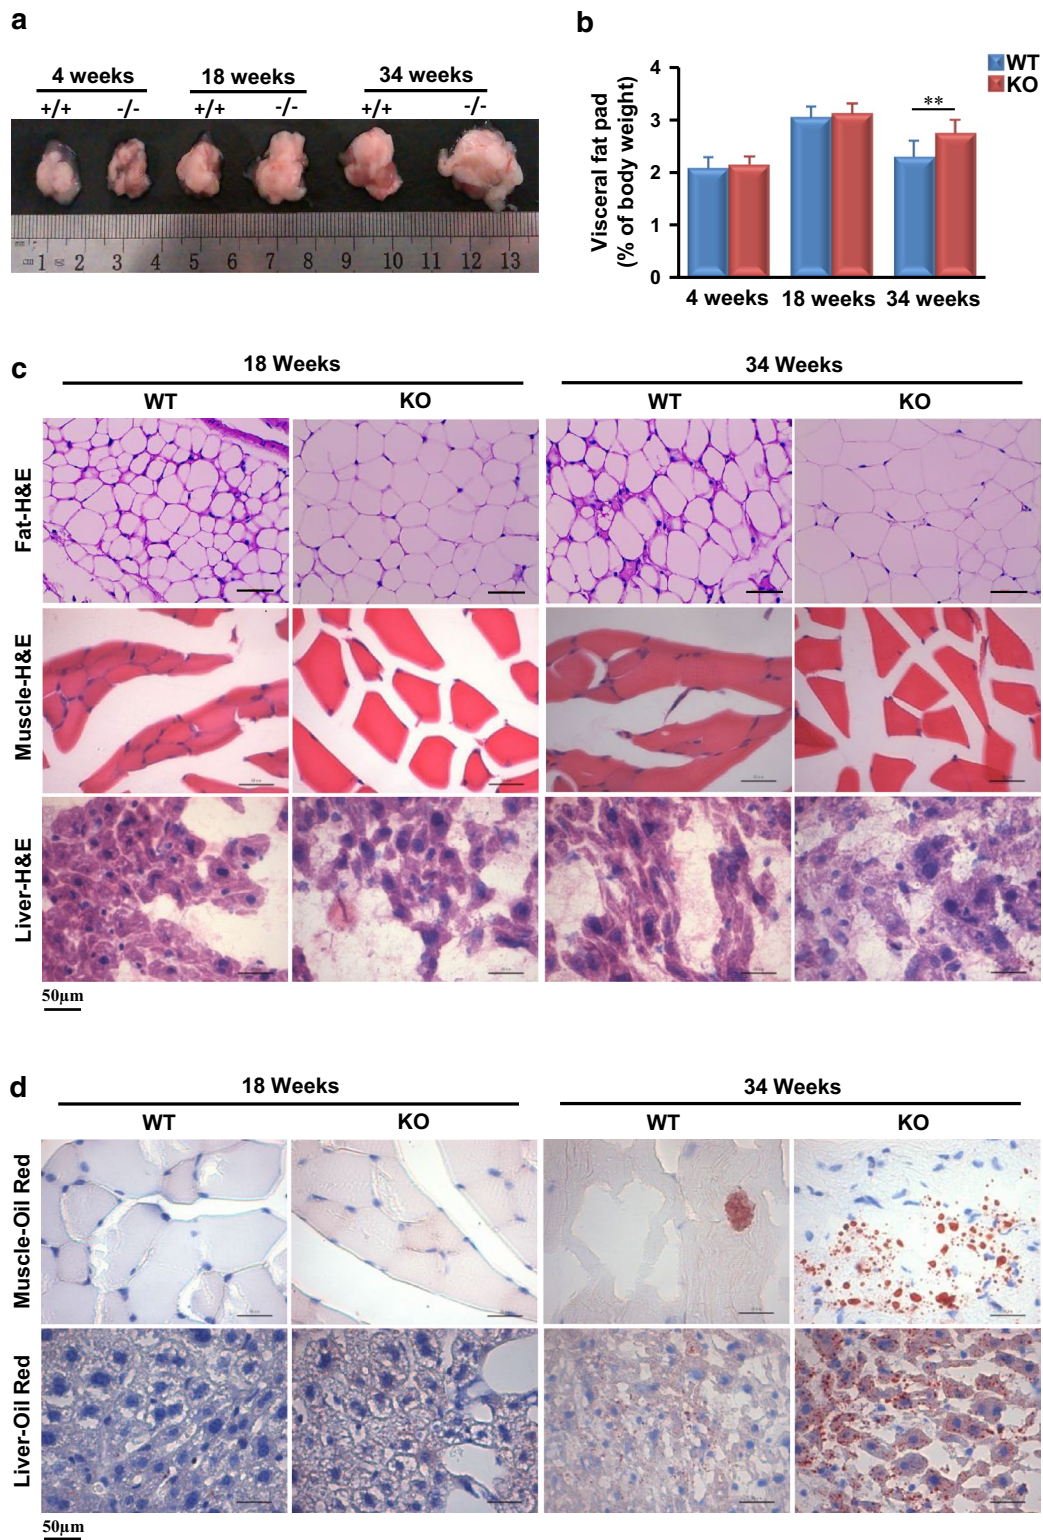 a
4 weeks 18 weeks 34 weeks
+/+ -/- +/+ -/- +/+ -/-
1 2 3 4 5 6 7 8 9 10 11 12 13
b
WT
KO
**
Visceral fat pad
(% of body weight)
4
3
2
1
0
4 weeks 18 weeks 34 weeks
c
18 Weeks 34 Weeks
WT KO WT KO
Fat-H&E
Muscle-H&E
Liver-H&E
50µm
d
18 Weeks 34 Weeks
WT KO WT KO
Muscle-Oil Red
Liver-Oil Red
50µm